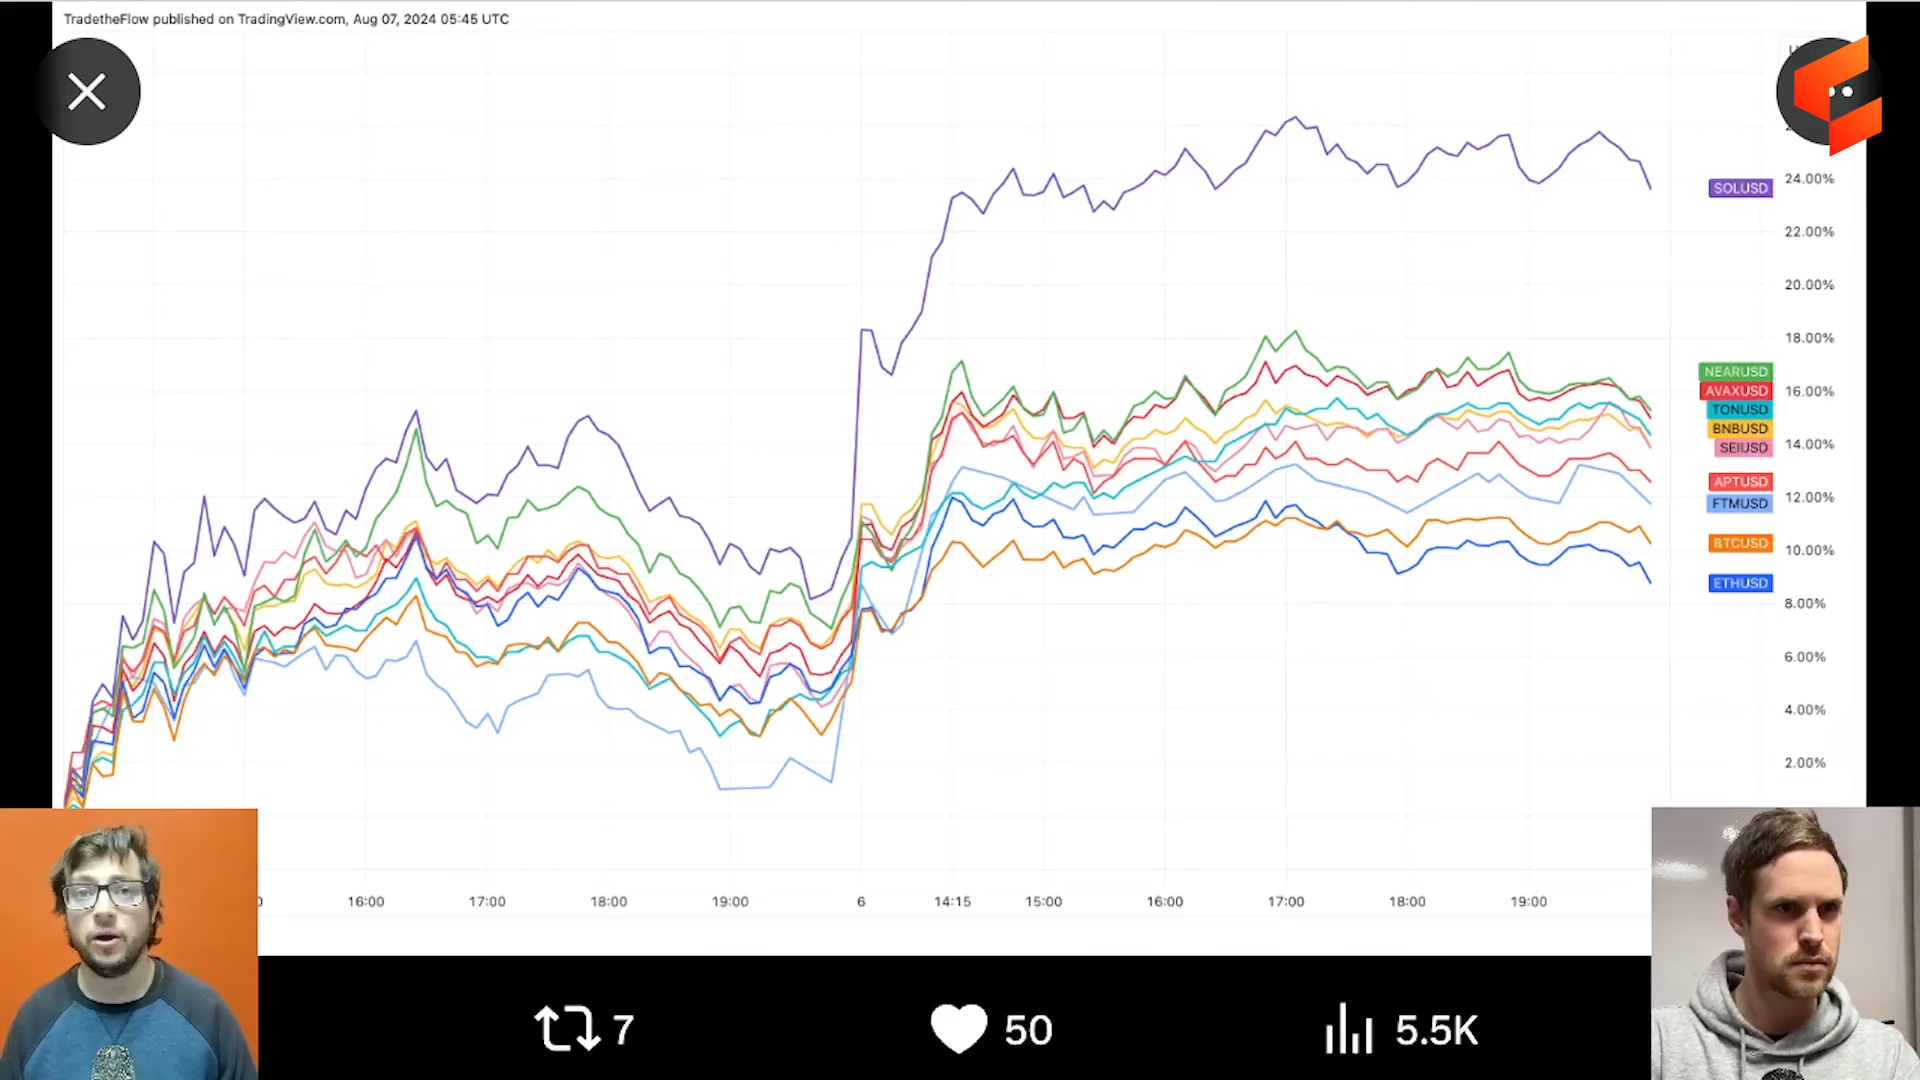 TradetheFlow published on TradingView.com, Aug 07, 2024 05:45 UTC
SOLUSD
24.00%
22.00%
20.00%
18.00%
NEARUSD
AVAXUSD
16.00%
TONUSD
BNBUSD
SEIUSD
14.00%
APTUSD
12.00%
FTMUSD
BTCUSD
10.00%
ETHUSD
8.00%
6.00%
4.00%
2.00%
16:00 17:00 18:00 19:00 6 14:15 15:00 16:00 17:00 18:00 19:00
7 50 5.5K